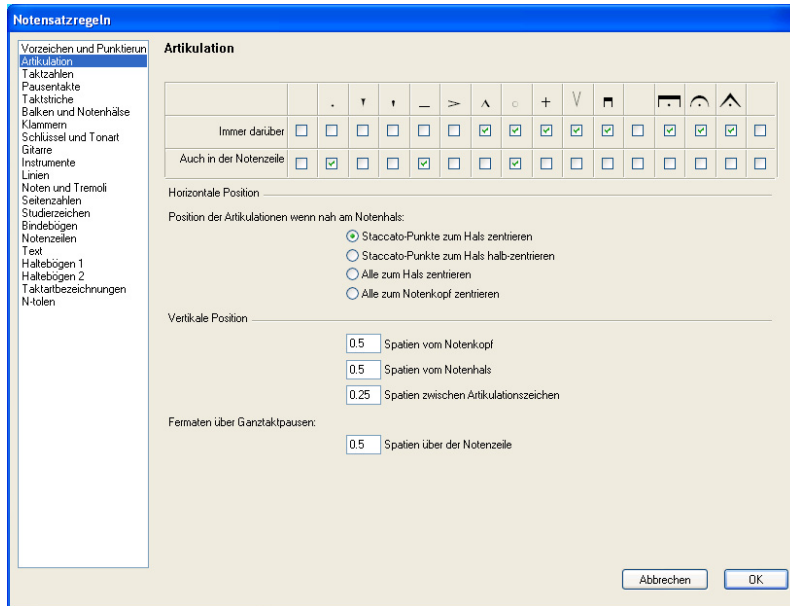 Notensatzregeln
Vorzeichen und Punktierun
Artikulation
Taktzahlen
Pausentakte
Taktstriche
Balken und Notenhälse
Klammern
Schlüssel und Tonart
Gitarre
Instrumente
Linien
Noten und Tremoli
Seitenzahlen
Studierzeichen
Bindebögen
Notenzeilen
Text
Haltebögen 1
Haltebögen 2
Taktartbezeichnungen
N-tolen
Artikulation
Immer darüber
Auch in der Notenzeile
Horizontale Position
Position der Artikulationen wenn nah am Notenhals:
Staccato-Punkte zum Hals zentrieren
Staccato-Punkte zum Hals halb-zentrieren
Alle zum Hals zentrieren
Alle zum Notenkopf zentrieren
Vertikale Position
0.5 Spatien vom Notenkopf
0.5 Spatien vom Notenhals
0.25 Spatien zwischen Artikulationszeichen
Fermaten über Ganztaktpausen:
0.5 Spatien über der Notenzeile
Abbrechen OK